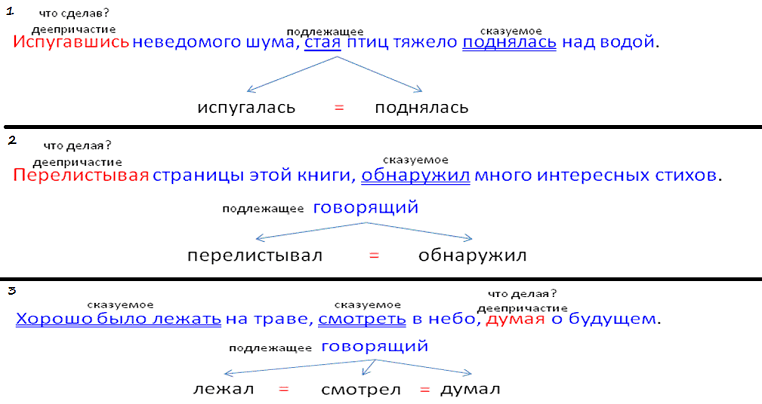 1 что сделав?
деепричастие подлежащее сказуемое
Испугавшись неведомого шума, стая птиц тяжело поднялась над водой.
испугалась = поднялась
2 что делая?
деепричастие сказуемое
Перелистывая страницы этой книги, обнаружил много интересных стихов.
подлежащее говорящий
перелистывал = обнаружил
3 что делая?
сказуемое сказуемое деепричастие
Хорошо было лежать на траве, смотреть в небо, думая о будущем.
подлежащее говорящий
лежал = смотрел = думал